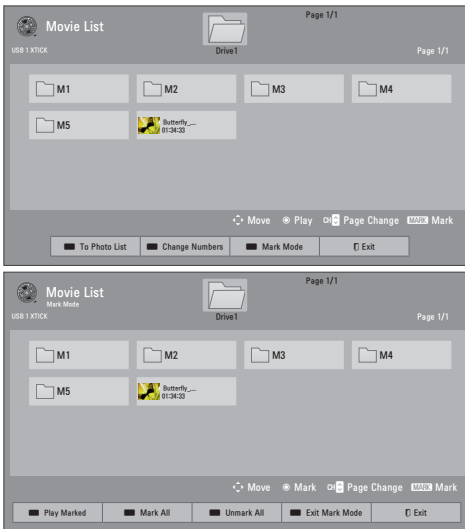 Page 1/1
Movie List
USB 1 XTICK
Drive1
Page 1/1
M1
M2
M3
M4
M5
Butterfly_...
01:34:33
Move
Play
CH
Page Change
MARK Mark
To Photo List
Change Numbers
Mark Mode
Exit
Page 1/1
Movie List
Mark Mode
USB 1 XTICK
Drive1
Page 1/1
M1
M2
M3
M4
M5
Butterfly_...
01:34:33
Move
Mark
CH
Page Change
MARK Mark
Play Marked
Mark All
Unmark All
Exit Mark Mode
Exit